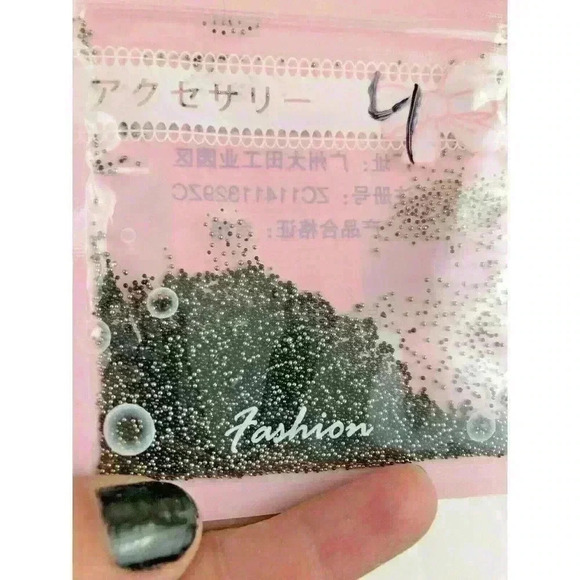 アクセサリー 4
址：广州大田工业园区
册号：ZC11411329ZC
产品合格证：
Fashion